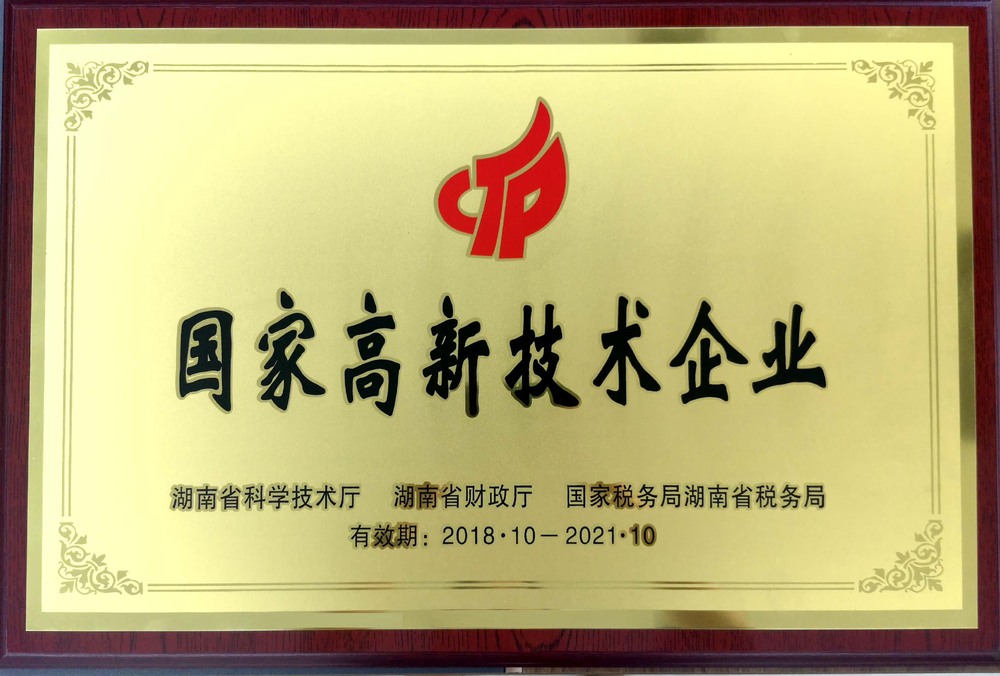 CTP
国家高新技术企业
湖南省科学技术厅 湖南省财政厅 国家税务局湖南省税务局
有效期：2018·10－2021·10